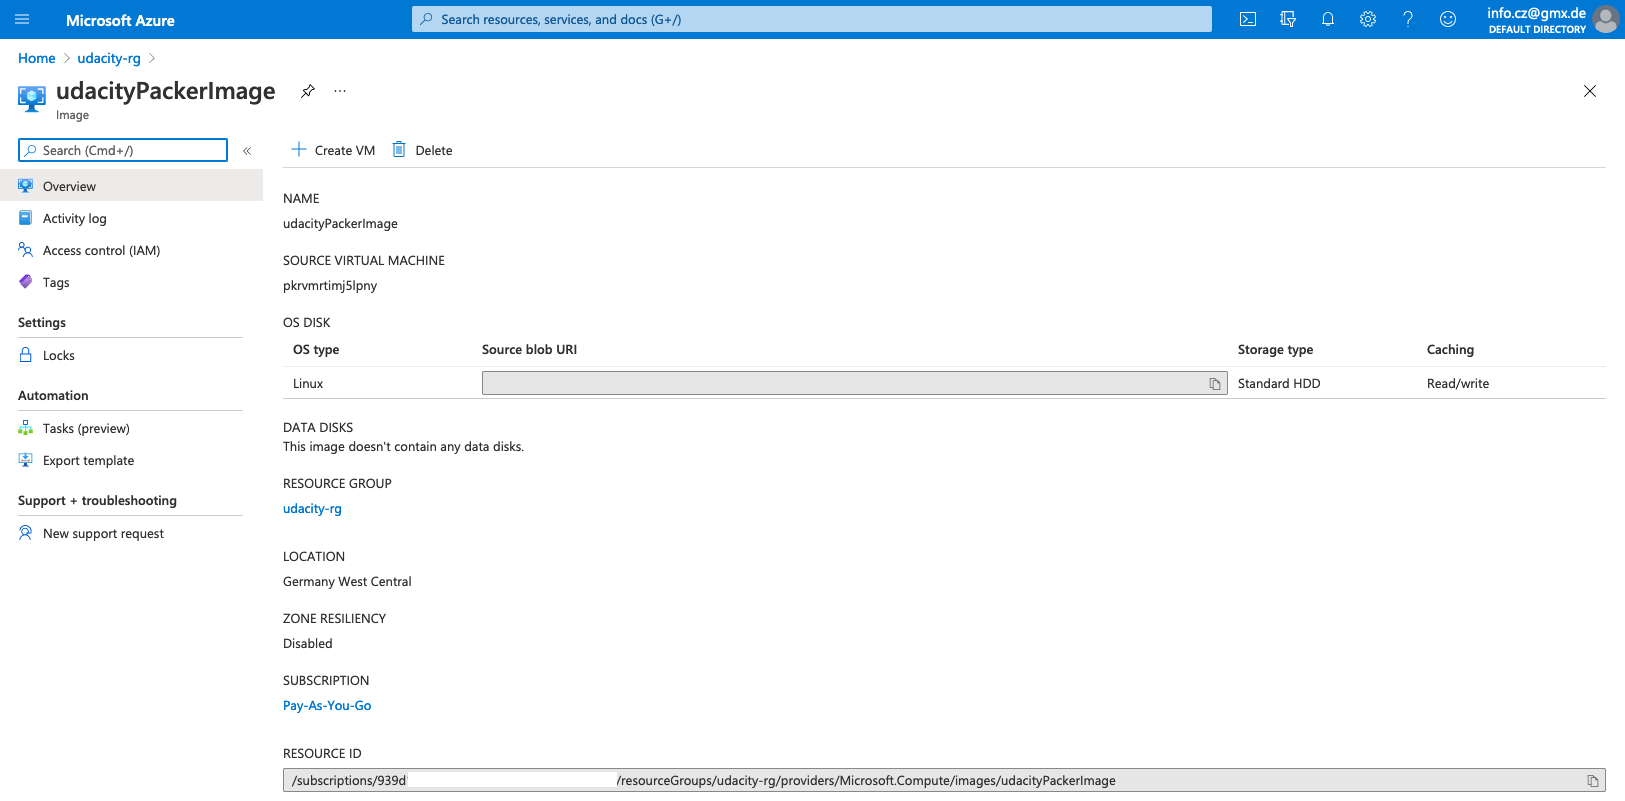 Microsoft Azure
Search resources, services, and docs (G+/)
info.cz@gmx.de
DEFAULT DIRECTORY
Home > udacity-rg >
udacityPackerImage
Image
Search (Cmd+/)
Create VM
Delete
Overview
Activity log
Access control (IAM)
Tags
Settings
Locks
Automation
Tasks (preview)
Export template
Support + troubleshooting
New support request
NAME
udacityPackerImage
SOURCE VIRTUAL MACHINE
pkrvmrtimj5lpny
OS DISK
OS type Source blob URI Storage type Caching
Linux Standard HDD Read/write
DATA DISKS
This image doesn't contain any data disks.
RESOURCE GROUP
udacity-rg
LOCATION
Germany West Central
ZONE RESILIENCY
Disabled
SUBSCRIPTION
Pay-As-You-Go
RESOURCE ID
/subscriptions/939d /resourceGroups/udacity-rg/providers/Microsoft.Compute/images/udacityPackerImage